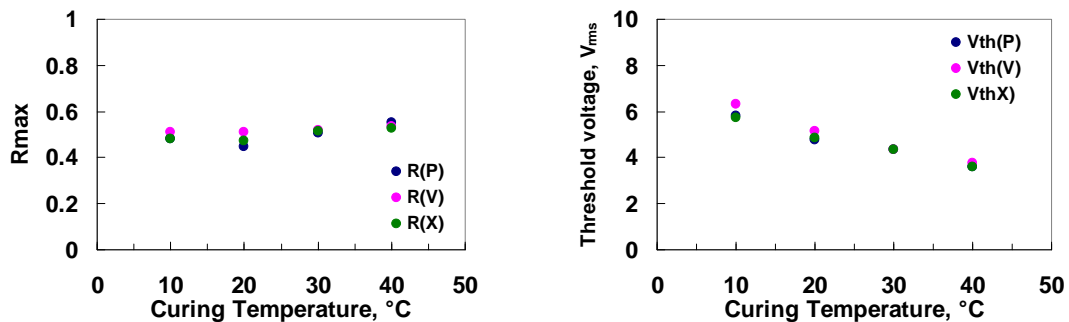 1
0.8
0.6
0.4
0.2
0
Rmax
R(P)
R(V)
R(X)
0 10 20 30 40 50
Curing Temperature, °C
10
8
6
4
2
0
Threshold voltage, Vrms
Vth(P)
Vth(V)
VthX)
0 10 20 30 40 50
Curing Temperature, °C